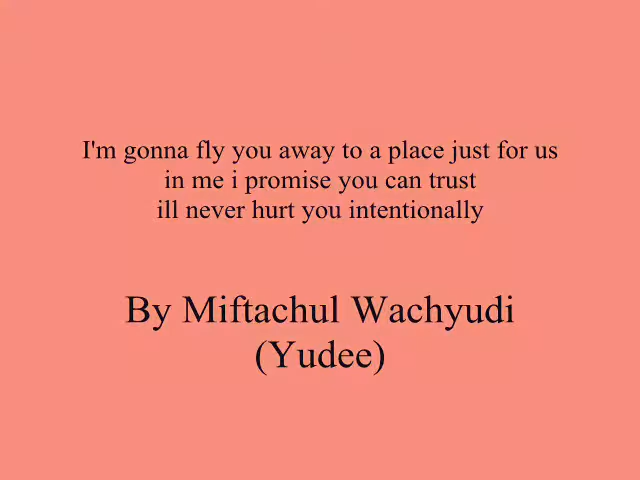 I'm gonna fly you away to a place just for us
in me i promise you can trust
ill never hurt you intentionally
By Miftachul Wachyudi
(Yudee)